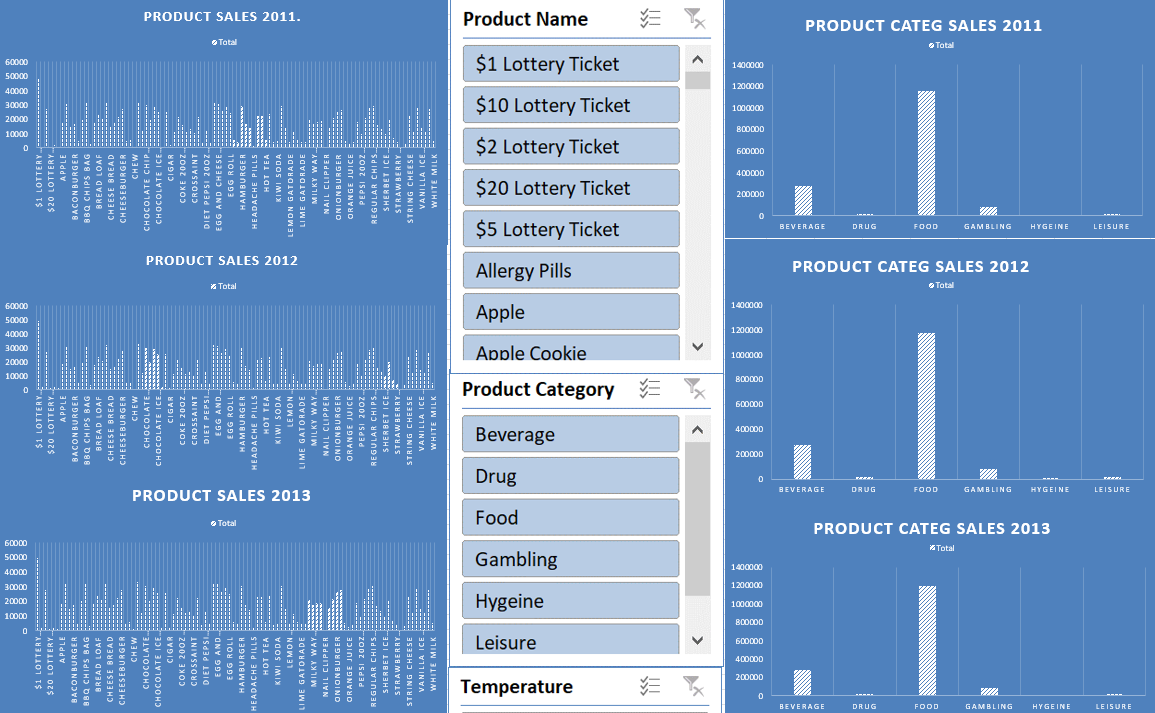 PRODUCT SALES 2011.
Total
60000
50000
40000
30000
20000
10000
0
$1 LOTTERY
$20 LOTTERY
APPLE
BACONBURGER
BBQ CHIPS BAG
BREAD LOAF
CHEESE BREAD
CHEESEBURGER
CHEW
CHOCOLATE CHIP
CHOCOLATE ICE
CIGAR
COKE 20OZ
CROSSAINT
DIET PEPSI 20OZ
EGG AND CHEESE
EGG ROLL
HAMBURGER
HEADACHE PILLS
HOT TEA
KIWI SODA
LEMON GATORADE
LIME GATORADE
MILKY WAY
NAIL CLIPPER
ONIONBURGER
ORANGE JUICE
PEPSI 20OZ
REGULAR CHIPS
SHERBET ICE
STRAWBERRY
STRING CHEESE
VANILLA ICE
WHITE MILK
PRODUCT SALES 2012
Total
60000
50000
40000
30000
20000
10000
0
$1 LOTTERY
$20 LOTTERY
APPLE
BACONBURGER
BBQ CHIPS BAG
BREAD LOAF
CHEESE BREAD
CHEESEBURGER
CHEW
CHOCOLATE
CHOCOLATE ICE
CIGAR
COKE 20OZ
CROSSAINT
DIET PEPSI
EGG AND
EGG ROLL
HAMBURGER
HEADACHE PILLS
HOT TEA
KIWI SODA
LEMON
LIME GATORADE
MILKY WAY
NAIL CLIPPER
ONIONBURGER
ORANGE JUICE
PEPSI 20OZ
REGULAR CHIPS
SHERBET ICE
STRAWBERRY
STRING CHEESE
VANILLA ICE
WHITE MILK
PRODUCT SALES 2013
Total
60000
50000
40000
30000
20000
10000
0
$1 LOTTERY
$20 LOTTERY
APPLE
BACONBURGER
BBQ CHIPS BAG
BREAD LOAF
CHEESE BREAD
CHEESEBURGER
CHEW
CHOCOLATE
CHOCOLATE ICE
CIGAR
COKE 20OZ
CROSSAINT
DIET PEPSI
EGG AND
EGG ROLL
HAMBURGER
HEADACHE PILLS
HOT TEA
KIWI SODA
LEMON
LIME GATORADE
MILKY WAY
NAIL CLIPPER
ONIONBURGER
ORANGE JUICE
PEPSI 20OZ
REGULAR CHIPS
SHERBET ICE
STRAWBERRY
STRING CHEESE
VANILLA ICE
WHITE MILK
Product Name
$1 Lottery Ticket
$10 Lottery Ticket
$2 Lottery Ticket
$20 Lottery Ticket
$5 Lottery Ticket
Allergy Pills
Apple
Apple Cookie
Product Category
Beverage
Drug
Food
Gambling
Hygeine
Leisure
Temperature
PRODUCT CATEG SALES 2011
Total
1400000
1200000
1000000
800000
600000
400000
200000
0
BEVERAGE DRUG FOOD GAMBLING HYGEINE LEISURE
PRODUCT CATEG SALES 2012
Total
1400000
1200000
1000000
800000
600000
400000
200000
0
BEVERAGE DRUG FOOD GAMBLING HYGEINE LEISURE
PRODUCT CATEG SALES 2013
Total
1400000
1200000
1000000
800000
600000
400000
200000
0
BEVERAGE DRUG FOOD GAMBLING HYGEINE LEISURE